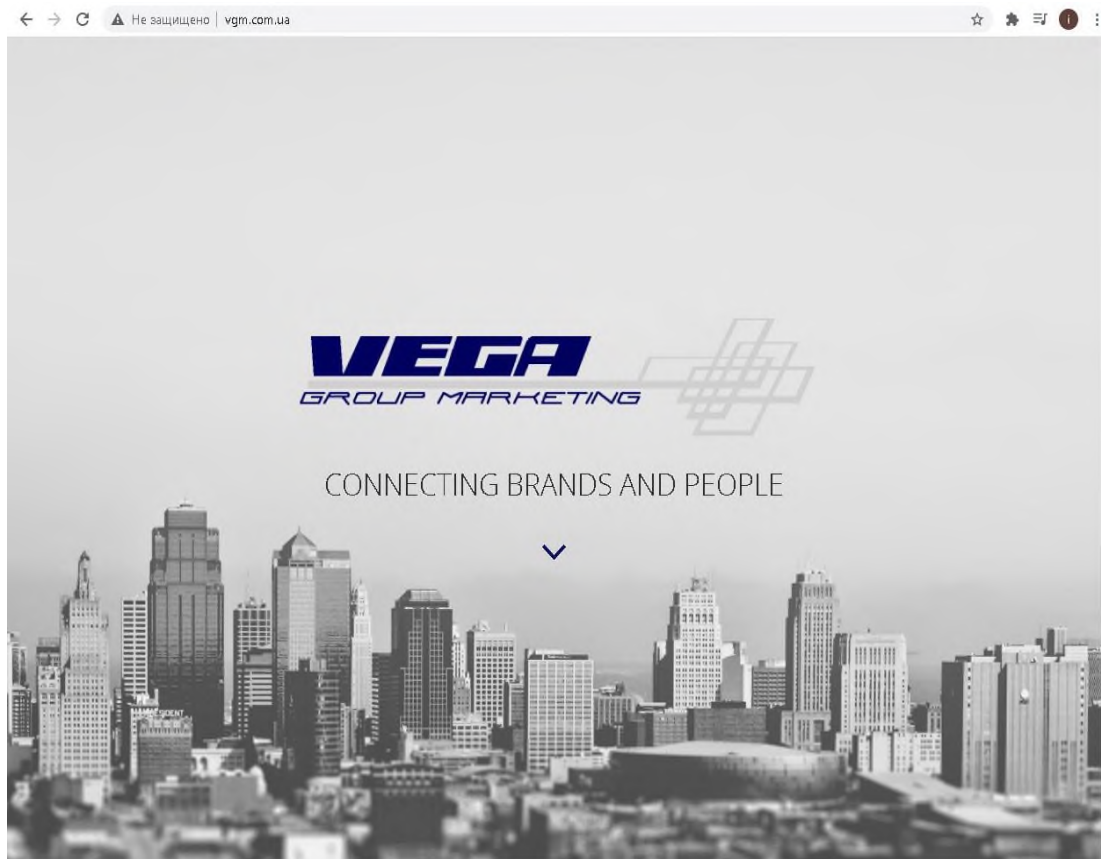 Не защищено | vgm.com.ua
i
VEGA
GROUP MARKETING
CONNECTING BRANDS AND PEOPLE